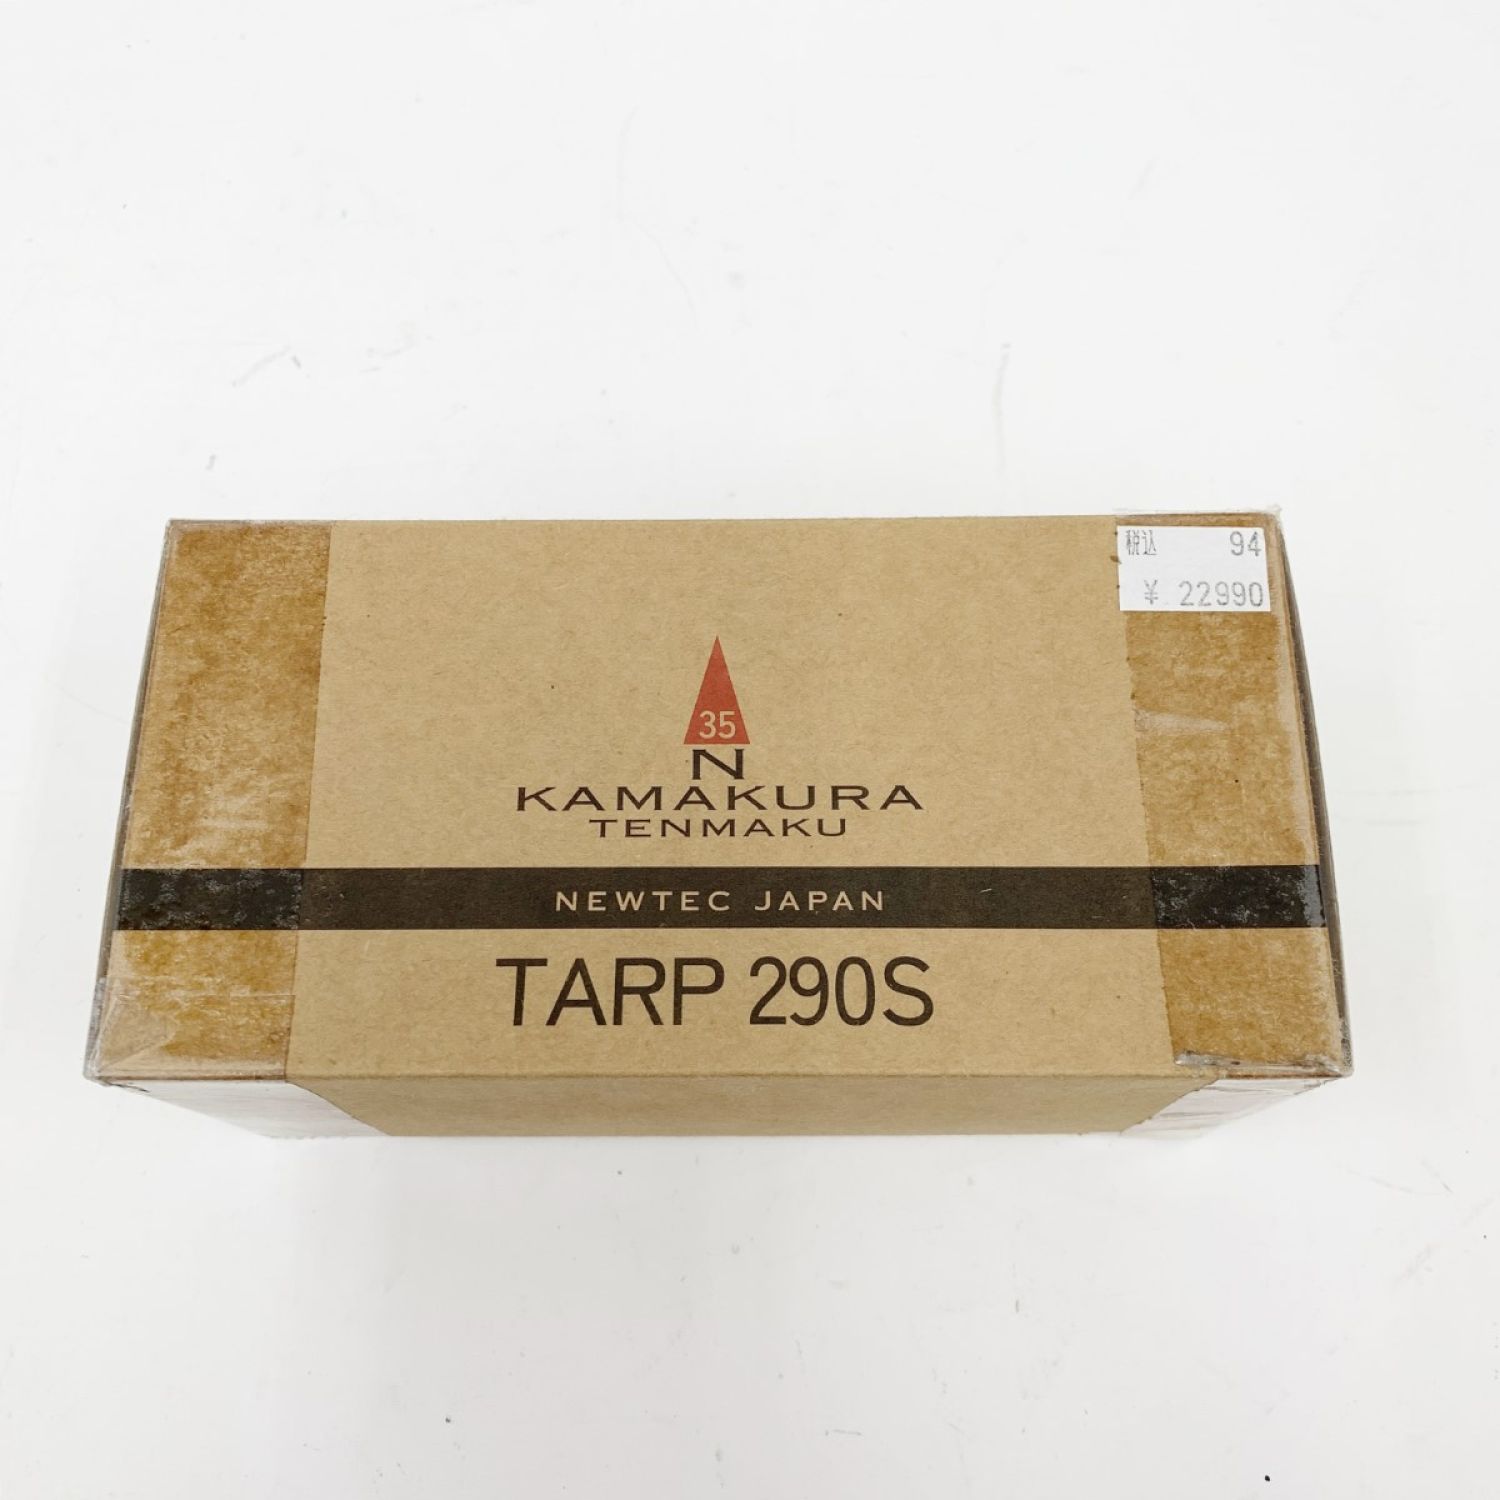 税込 94
¥ 22990
35
N
KAMAKURA
TENMAKU
NEWTEC JAPAN
TARP 290S